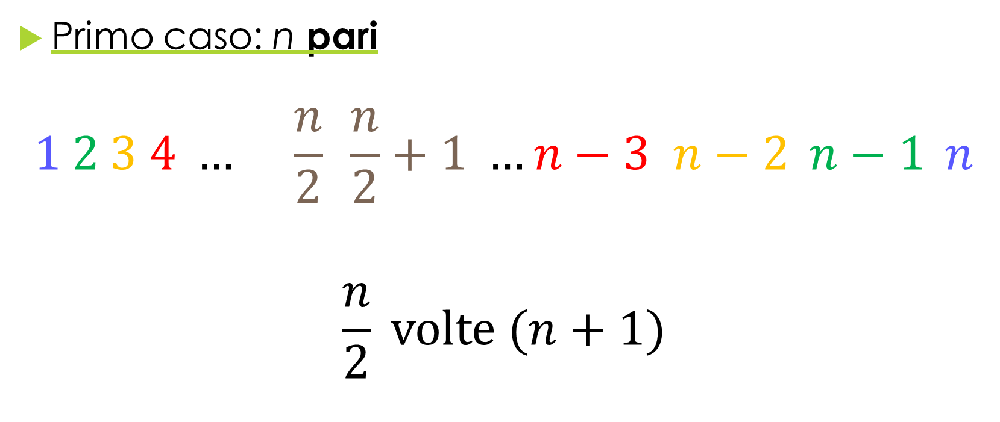 Primo caso: n pari
1 2 3 4 ... n/2 n/2 + 1 ... n − 3 n − 2 n − 1 n
n/2 volte (n + 1)